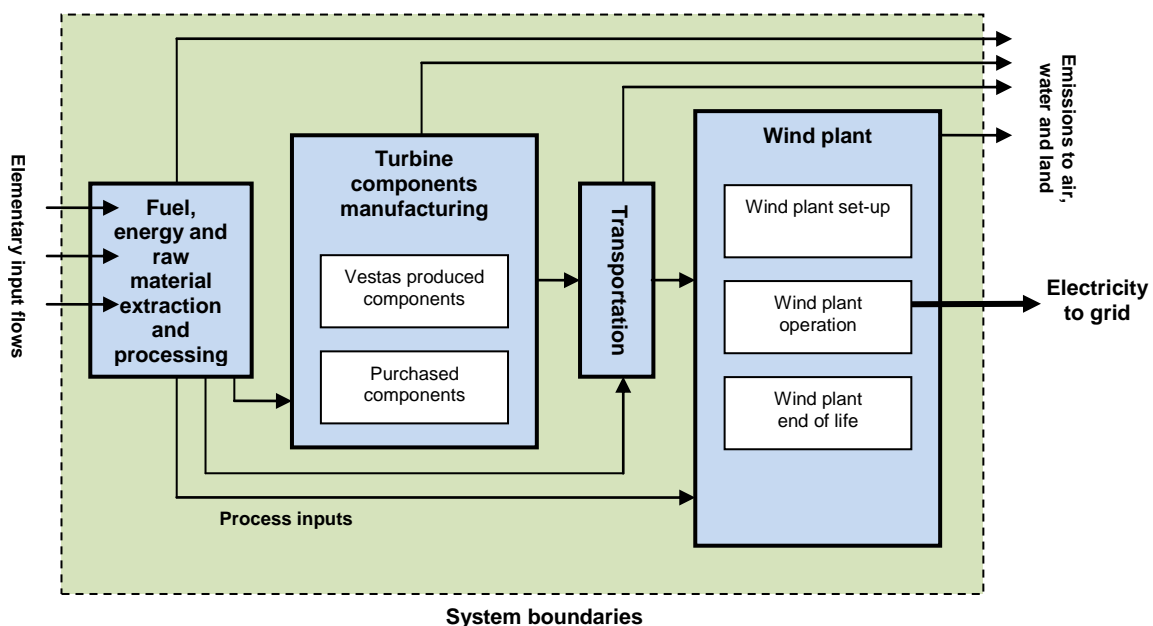 Elementary input flows
Fuel,
energy and
raw
material
extraction
and
processing
Turbine
components
manufacturing
Vestas produced
components
Purchased
components
Transportation
Wind plant
Wind plant set-up
Wind plant
operation
Wind plant
end of life
Emissions to air,
water and land
Electricity
to grid
Process inputs
System boundaries